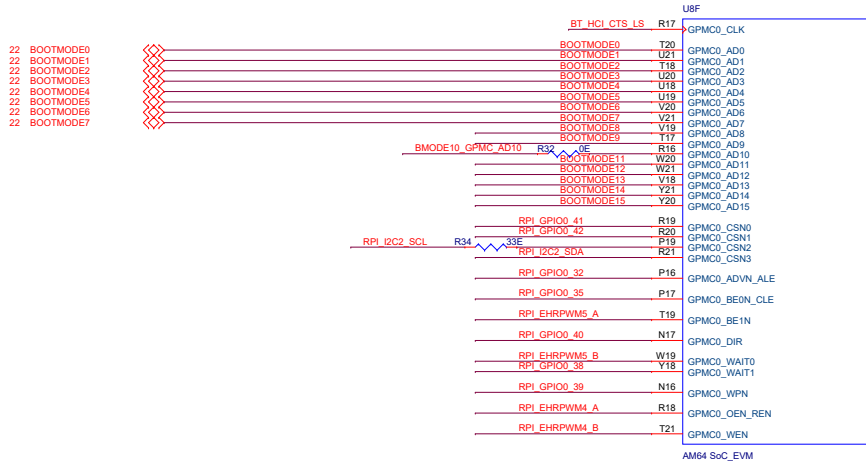 U8F
BT_HCI_CTS_LS R17 GPMC0_CLK
22 BOOTMODE0 BOOTMODE0 T20 GPMC0_AD0
22 BOOTMODE1 BOOTMODE1 U21 GPMC0_AD1
22 BOOTMODE2 BOOTMODE2 T18 GPMC0_AD2
22 BOOTMODE3 BOOTMODE3 U20 GPMC0_AD3
22 BOOTMODE4 BOOTMODE4 U18 GPMC0_AD4
22 BOOTMODE5 BOOTMODE5 U19 GPMC0_AD5
22 BOOTMODE6 BOOTMODE6 V20 GPMC0_AD6
22 BOOTMODE7 BOOTMODE7 V21 GPMC0_AD7
BOOTMODE8 V19 GPMC0_AD8
BOOTMODE9 T17 GPMC0_AD9
BMODE10_GPMC_AD10 R32 0E R16 GPMC0_AD10
BOOTMODE11 W20 GPMC0_AD11
BOOTMODE12 W21 GPMC0_AD12
BOOTMODE13 V18 GPMC0_AD13
BOOTMODE14 Y21 GPMC0_AD14
BOOTMODE15 Y20 GPMC0_AD15
RPI_GPIO0_41 R19 GPMC0_CSN0
RPI_GPIO0_42 R20 GPMC0_CSN1
RPI_I2C2_SCL R34 33E P19 GPMC0_CSN2
RPI_I2C2_SDA R21 GPMC0_CSN3
RPI_GPIO0_32 P16 GPMC0_ADVN_ALE
RPI_GPIO0_35 P17 GPMC0_BE0N_CLE
RPI_EHRPWM5_A T19 GPMC0_BE1N
RPI_GPIO0_40 N17 GPMC0_DIR
RPI_EHRPWM5_B W19 GPMC0_WAIT0
RPI_GPIO0_38 Y18 GPMC0_WAIT1
RPI_GPIO0_39 N16 GPMC0_WPN
RPI_EHRPWM4_A R18 GPMC0_OEN_REN
RPI_EHRPWM4_B T21 GPMC0_WEN
AM64 SoC_EVM